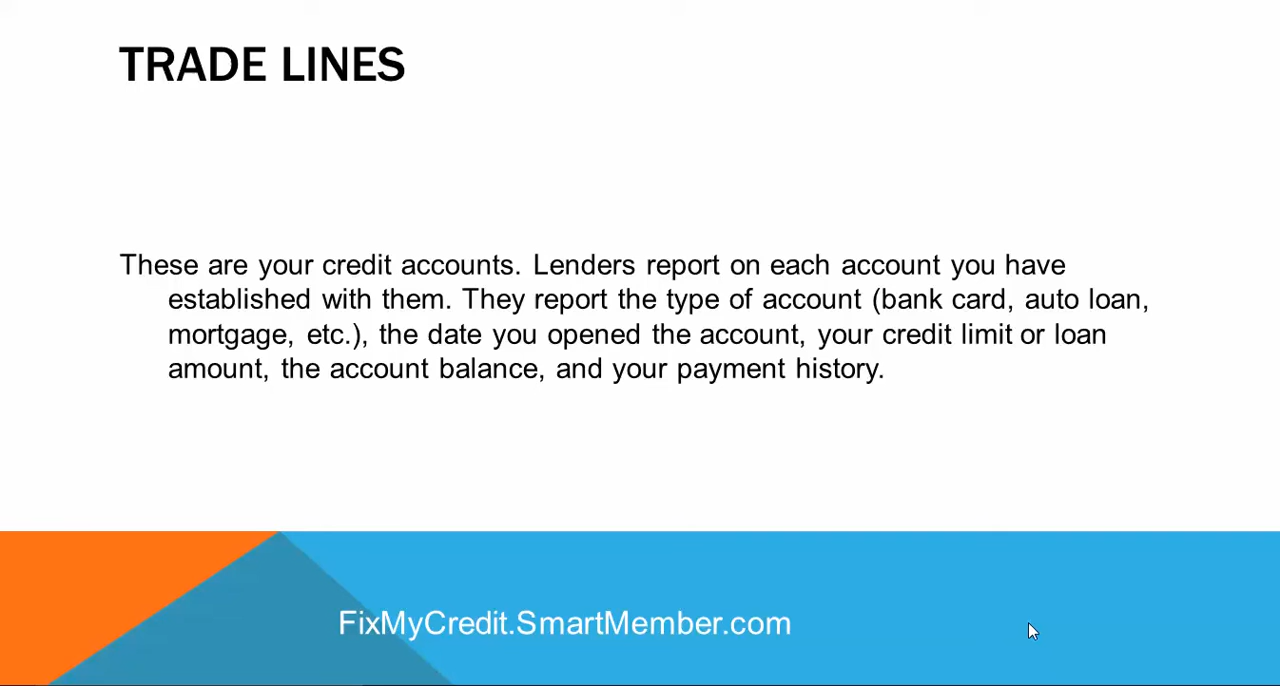 TRADE LINES
These are your credit accounts. Lenders report on each account you have
established with them. They report the type of account (bank card, auto loan,
mortgage, etc.), the date you opened the account, your credit limit or loan
amount, the account balance, and your payment history.
FixMyCredit.SmartMember.com